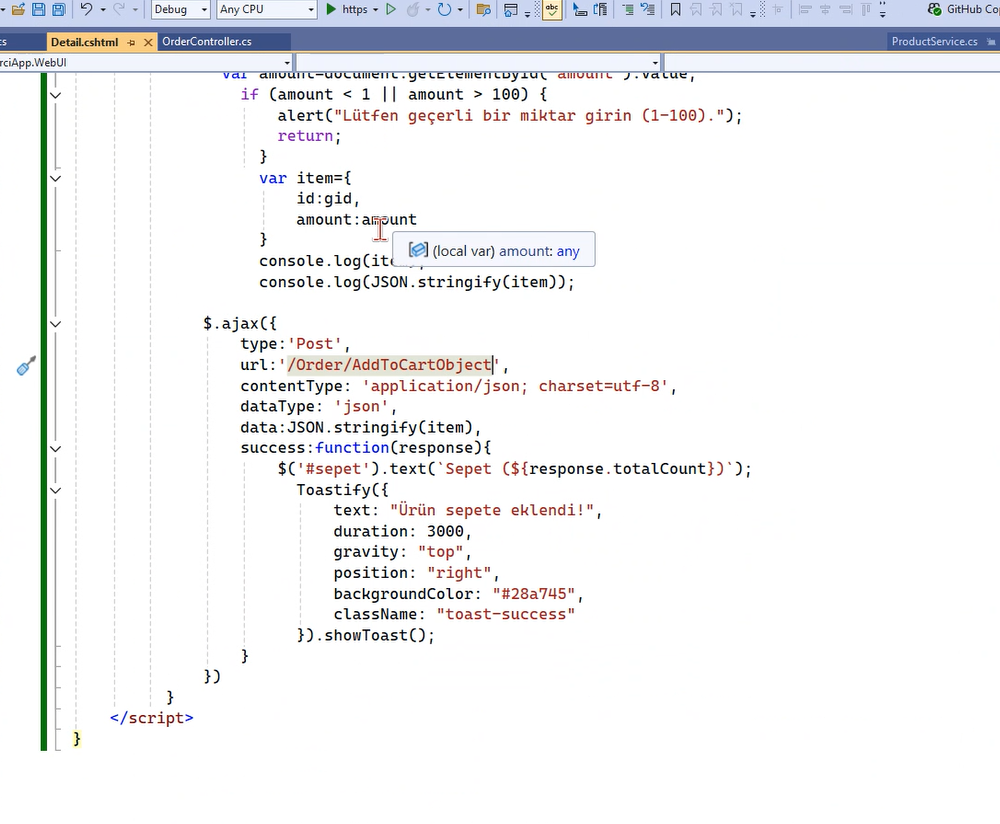 Debug
Any CPU
https
GitHub Co
cs
Detail.cshtml
OrderController.cs
ProductService.cs
rciApp.WebUI
var amount=document.getElementById("amount").value;
if (amount < 1 || amount > 100) {
alert("Lütfen geçerli bir miktar girin (1-100).");
return;
}
var item={
id:gid,
amount:amount
}
(local var) amount: any
console.log(ite
console.log(JSON.stringify(item));
$.ajax({
type:'Post',
url:'/Order/AddToCartObject',
contentType: 'application/json; charset=utf-8',
dataType: 'json',
data:JSON.stringify(item),
success:function(response){
$('#sepet').text(`Sepet (${response.totalCount})`);
Toastify({
text: "Ürün sepete eklendi!",
duration: 3000,
gravity: "top",
position: "right",
backgroundColor: "#28a745",
className: "toast-success"
}).showToast();
}
})
}
</script>
}